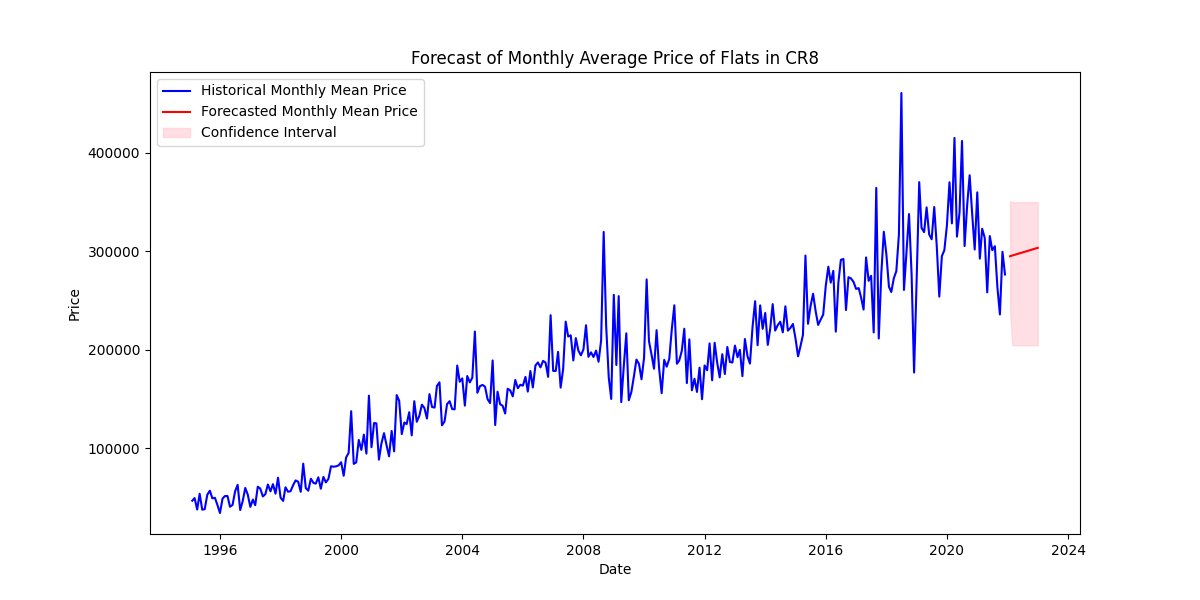 Forecast of Monthly Average Price of Flats in CR8
Historical Monthly Mean Price
Forecasted Monthly Mean Price
Confidence Interval
400000
300000
200000
100000
Price
1996 2000 2004 2008 2012 2016 2020 2024
Date